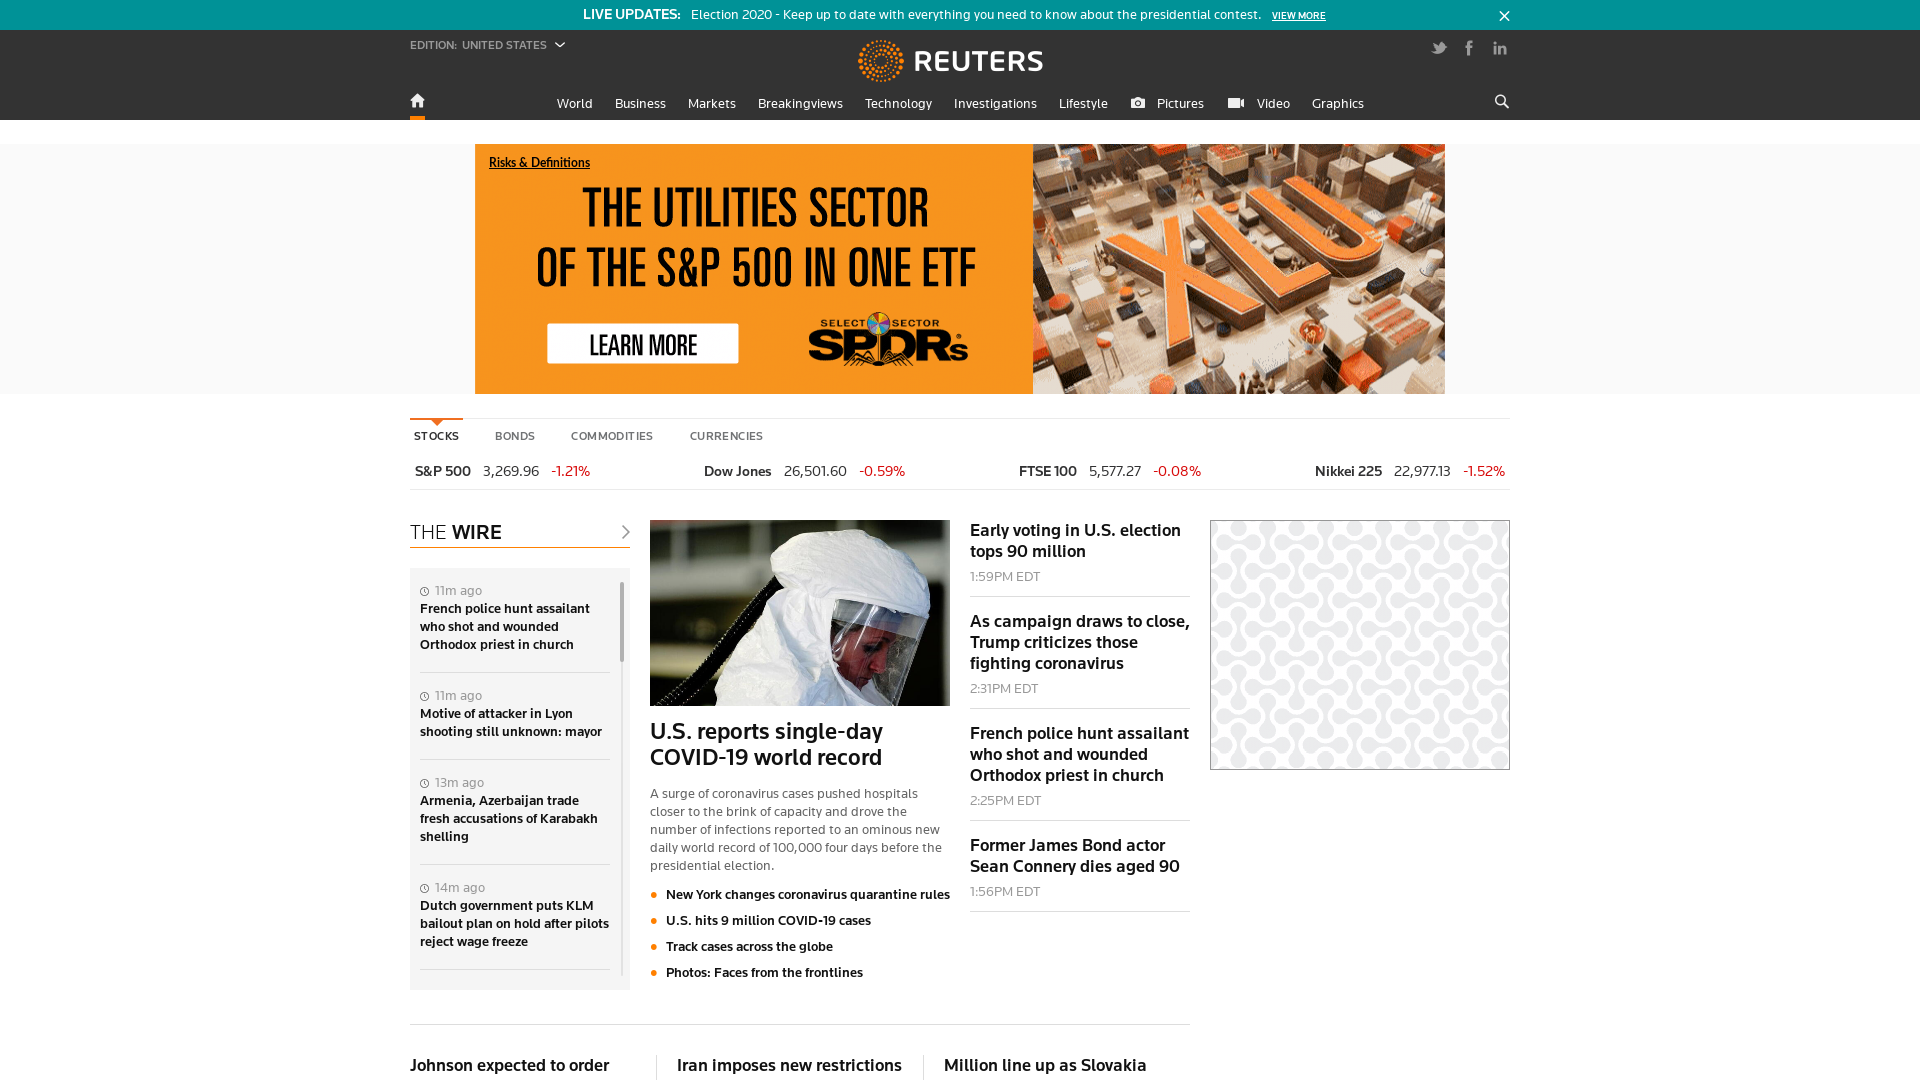 LIVE UPDATES: Election 2020 - Keep up to date with everything you need to know about the presidential contest. VIEW MORE
EDITION: UNITED STATES
REUTERS
World Business Markets Breakingviews Technology Investigations Lifestyle Pictures Video Graphics
Risks & Definitions
THE UTILITIES SECTOR
OF THE S&P 500 IN ONE ETF
LEARN MORE
SELECT SECTOR
SPDRs®
XLU
STOCKS BONDS COMMODITIES CURRENCIES
S&P 500 3,269.96 -1.21% Dow Jones 26,501.60 -0.59% FTSE 100 5,577.27 -0.08% Nikkei 225 22,977.13 -1.52%
THE WIRE
11m ago
French police hunt assailant
who shot and wounded
Orthodox priest in church
11m ago
Motive of attacker in Lyon
shooting still unknown: mayor
13m ago
Armenia, Azerbaijan trade
fresh accusations of Karabakh
shelling
14m ago
Dutch government puts KLM
bailout plan on hold after pilots
reject wage freeze
U.S. reports single-day
COVID-19 world record
A surge of coronavirus cases pushed hospitals
closer to the brink of capacity and drove the
number of infections reported to an ominous new
daily world record of 100,000 four days before the
presidential election.
New York changes coronavirus quarantine rules
U.S. hits 9 million COVID-19 cases
Track cases across the globe
Photos: Faces from the frontlines
Early voting in U.S. election
tops 90 million
1:59PM EDT
As campaign draws to close,
Trump criticizes those
fighting coronavirus
2:31PM EDT
French police hunt assailant
who shot and wounded
Orthodox priest in church
2:25PM EDT
Former James Bond actor
Sean Connery dies aged 90
1:56PM EDT
Johnson expected to order
Iran imposes new restrictions
Million line up as Slovakia